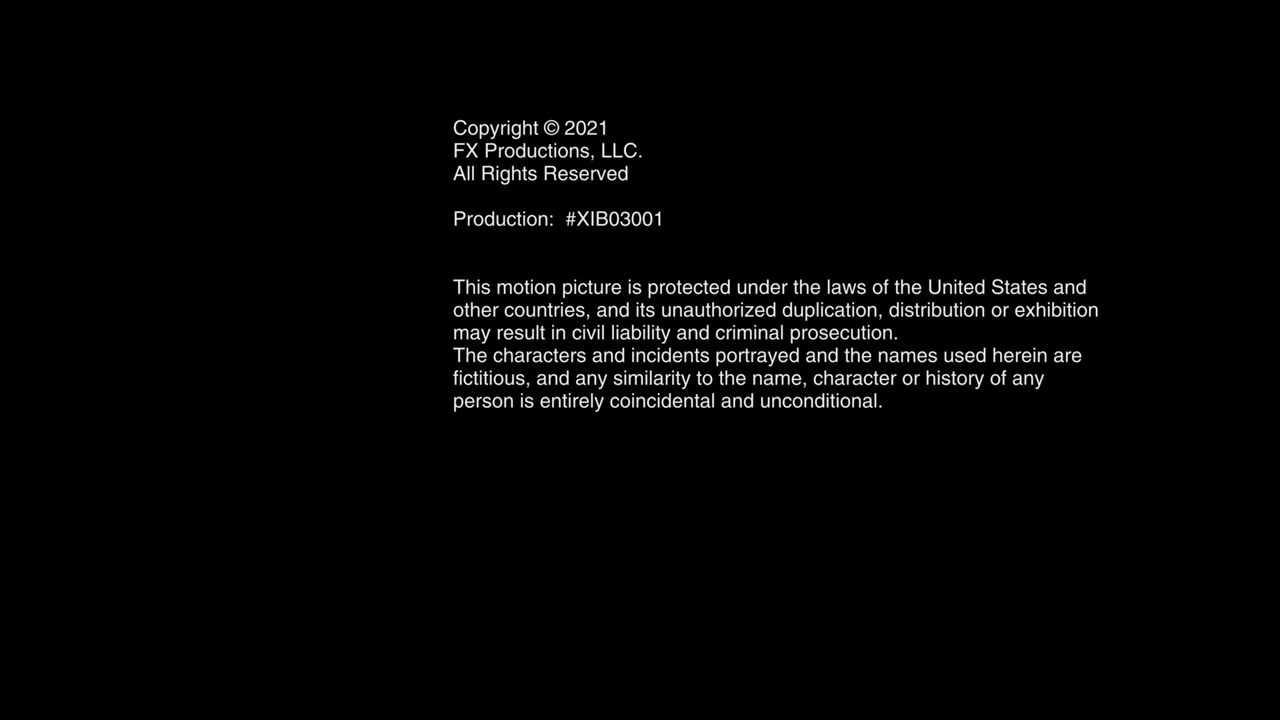 Copyright © 2021
FX Productions, LLC.
All Rights Reserved
Production: #XIB03001
This motion picture is protected under the laws of the United States and
other countries, and its unauthorized duplication, distribution or exhibition
may result in civil liability and criminal prosecution.
The characters and incidents portrayed and the names used herein are
fictitious, and any similarity to the name, character or history of any
person is entirely coincidental and unconditional.